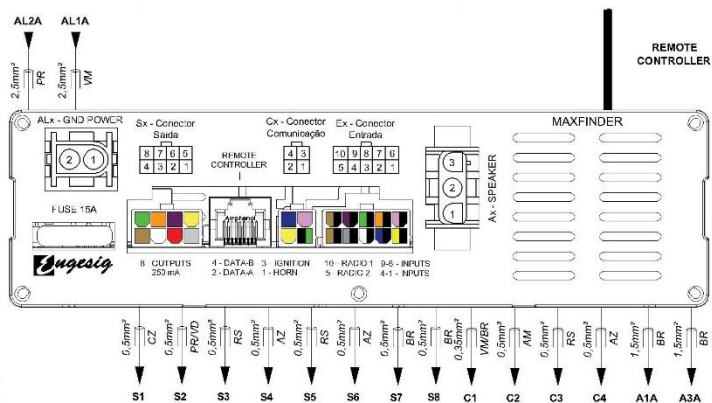 AL2A AL1A
2,5mm² PR 2,5mm² VM
REMOTE
CONTROLLER
ALx - GND POWER
2 1
Sx - Conector
Saída
8 7 6 5
4 3 2 1
REMOTE
CONTROLLER
Cx - Conector
Comunicação
4 3
2 1
Ex - Conector
Entrada
10 9 8 7 6
5 4 3 2 1
MAXFINDER
3
2
1
Ax - SPEAKER
FUSE 15A
Amphenol
Engesig
8 - OUTPUTS
250 mA
4 - DATA-B
2 - DATA-A
3 - IGNITION
1 - HORN
10 - RADIO 1
5 - RADIO 2
9-6 - INPUTS
4-1 - INPUTS
0,5mm² CZ 0,5mm² PR/VD 0,5mm² RS 0,5mm² AZ 0,5mm² RS 0,5mm² AZ 0,5mm² BR 0,5mm² BR 0,35mm² VM/BR 0,5mm² AM 0,5mm² RS 0,5mm² AZ 1,5mm² BR 1,5mm² BR
S1 S2 S3 S4 S5 S6 S7 S8 C1 C2 C3 C4 A1A A3A